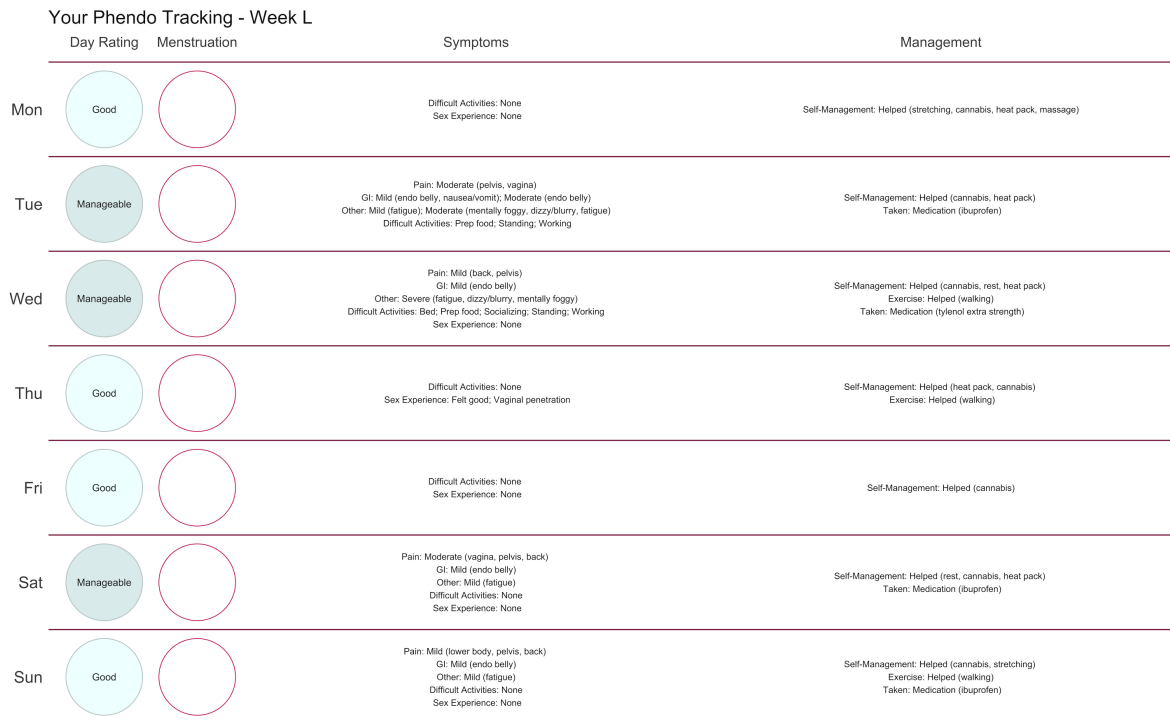 Your Phendo Tracking - Week L
Day Rating Menstruation Symptoms Management
Mon
Good
Difficult Activities: None
Sex Experience: None
Self-Management: Helped (stretching, cannabis, heat pack, massage)
Tue
Manageable
Pain: Moderate (pelvis, vagina)
GI: Mild (endo belly, nausea/vomit); Moderate (endo belly)
Other: Mild (fatigue); Moderate (mentally foggy, dizzy/blurry, fatigue)
Difficult Activities: Prep food; Standing; Working
Self-Management: Helped (cannabis, heat pack)
Taken: Medication (ibuprofen)
Wed
Manageable
Pain: Mild (back, pelvis)
GI: Mild (endo belly)
Other: Severe (fatigue, dizzy/blurry, mentally foggy)
Difficult Activities: Bed; Prep food; Socializing; Standing; Working
Sex Experience: None
Self-Management: Helped (cannabis, rest, heat pack)
Exercise: Helped (walking)
Taken: Medication (tylenol extra strength)
Thu
Good
Difficult Activities: None
Sex Experience: Felt good; Vaginal penetration
Self-Management: Helped (heat pack, cannabis)
Exercise: Helped (walking)
Fri
Good
Difficult Activities: None
Sex Experience: None
Self-Management: Helped (cannabis)
Sat
Manageable
Pain: Moderate (vagina, pelvis, back)
GI: Mild (endo belly)
Other: Mild (fatigue)
Difficult Activities: None
Sex Experience: None
Self-Management: Helped (rest, cannabis, heat pack)
Taken: Medication (ibuprofen)
Sun
Good
Pain: Mild (lower body, pelvis, back)
GI: Mild (endo belly)
Other: Mild (fatigue)
Difficult Activities: None
Sex Experience: None
Self-Management: Helped (cannabis, stretching)
Exercise: Helped (walking)
Taken: Medication (ibuprofen)